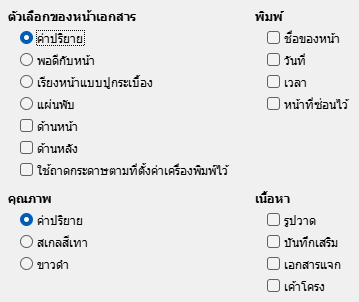 ตัวเลือกของหน้าเอกสาร
ค่าปริยาย
พอดีกับหน้า
เรียงหน้าแบบปูกระเบื้อง
แผ่นพับ
ด้านหน้า
ด้านหลัง
ใช้ถาดกระดาษตามที่ตั้งค่าเครื่องพิมพ์ไว้
พิมพ์
ชื่อของหน้า
วันที่
เวลา
หน้าที่ซ่อนไว้
คุณภาพ
ค่าปริยาย
สเกลสีเทา
ขาวดำ
เนื้อหา
รูปวาด
บันทึกเสริม
เอกสารแจก
เค้าโครง